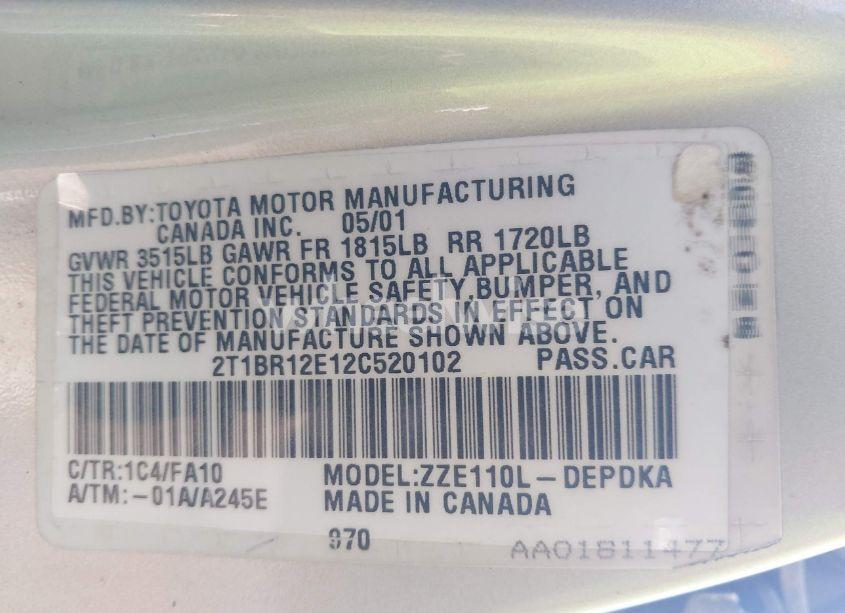 MFD.BY:TOYOTA MOTOR MANUFACTURING
CANADA INC. 05/01
GVWR 3515LB GAWR FR 1815LB RR 1720LB
THIS VEHICLE CONFORMS TO ALL APPLICABLE
FEDERAL MOTOR VEHICLE SAFETY, BUMPER, AND
THEFT PREVENTION STANDARDS IN EFFECT ON
THE DATE OF MANUFACTURE SHOWN ABOVE.
2T1BR12E12C520102 PASS.CAR
C/TR:1C4/FA10 MODEL:ZZE110L-DEPDKA
A/TM:-01A/A245E MADE IN CANADA
970 AA01811477